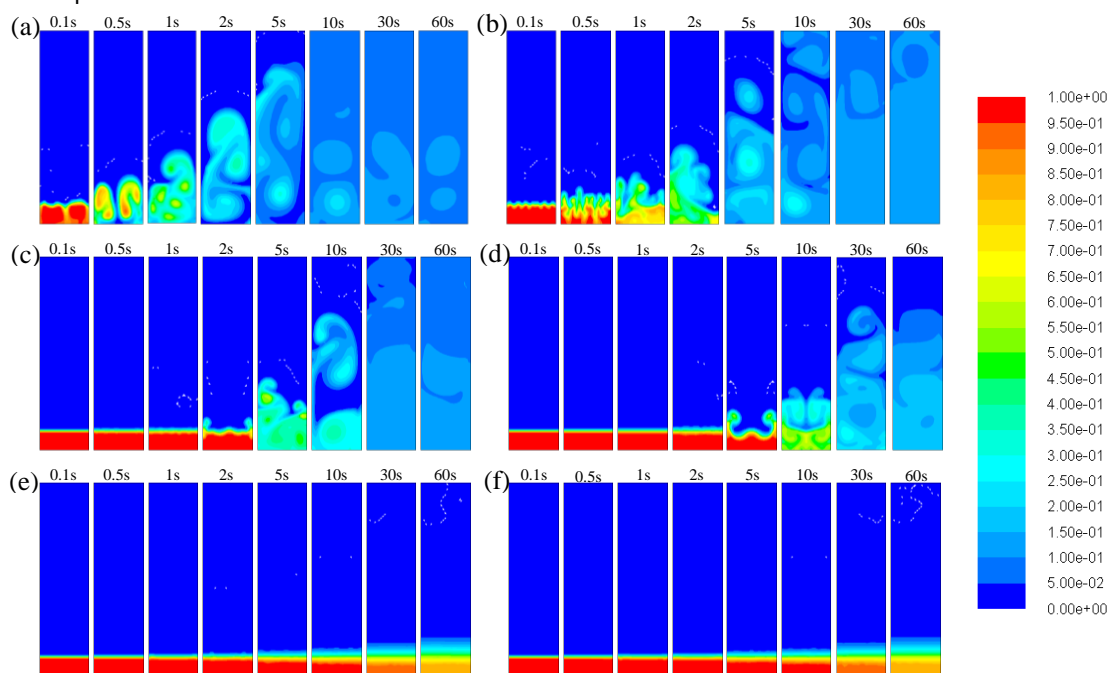 (a) 0.1s 0.5s 1s 2s 5s 10s 30s 60s
(b) 0.1s 0.5s 1s 2s 5s 10s 30s 60s
(c) 0.1s 0.5s 1s 2s 5s 10s 30s 60s
(d) 0.1s 0.5s 1s 2s 5s 10s 30s 60s
(e) 0.1s 0.5s 1s 2s 5s 10s 30s 60s
(f) 0.1s 0.5s 1s 2s 5s 10s 30s 60s
1.00e+00
9.50e-01
9.00e-01
8.50e-01
8.00e-01
7.50e-01
7.00e-01
6.50e-01
6.00e-01
5.50e-01
5.00e-01
4.50e-01
4.00e-01
3.50e-01
3.00e-01
2.50e-01
2.00e-01
1.50e-01
1.00e-01
5.00e-02
0.00e+00